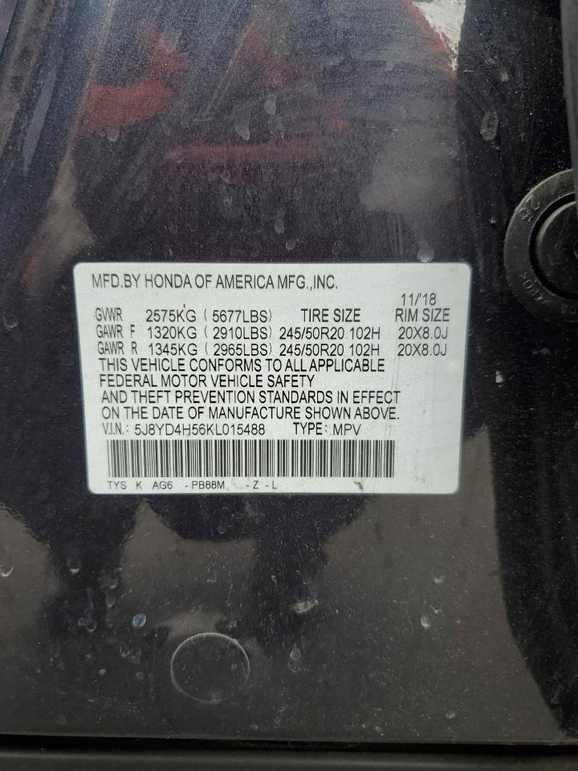 MFD.BY HONDA OF AMERICA MFG.,INC.
11/18
GVWR 2575KG ( 5677LBS) TIRE SIZE RIM SIZE
GAWR F 1320KG ( 2910LBS) 245/50R20 102H 20X8.0J
GAWR R 1345KG ( 2965LBS) 245/50R20 102H 20X8.0J
THIS VEHICLE CONFORMS TO ALL APPLICABLE
FEDERAL MOTOR VEHICLE SAFETY
AND THEFT PREVENTION STANDARDS IN EFFECT
ON THE DATE OF MANUFACTURE SHOWN ABOVE.
V.I.N.: 5J8YD4H56KL015488 TYPE: MPV
TYS K AG6 -PB88M -Z -L